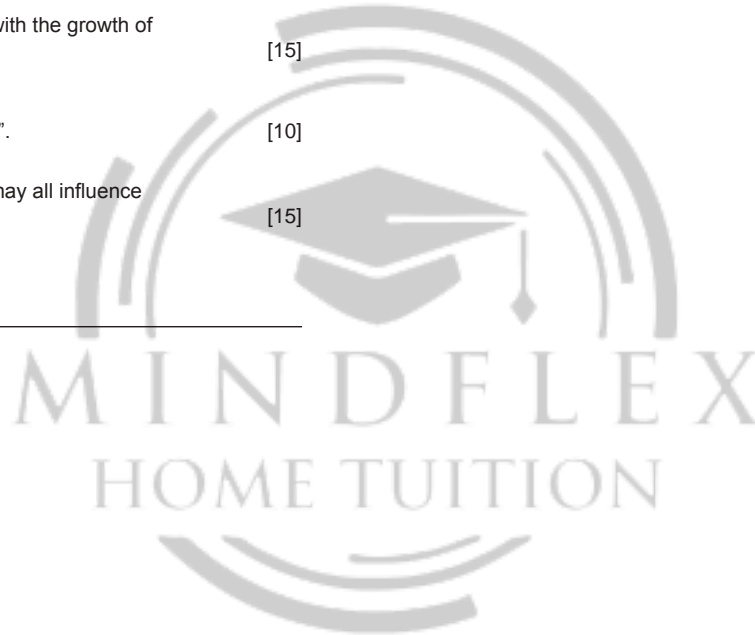 with the growth of
[15]
”. [10]
may all influence
[15]
MINDFLEX
HOME TUITION